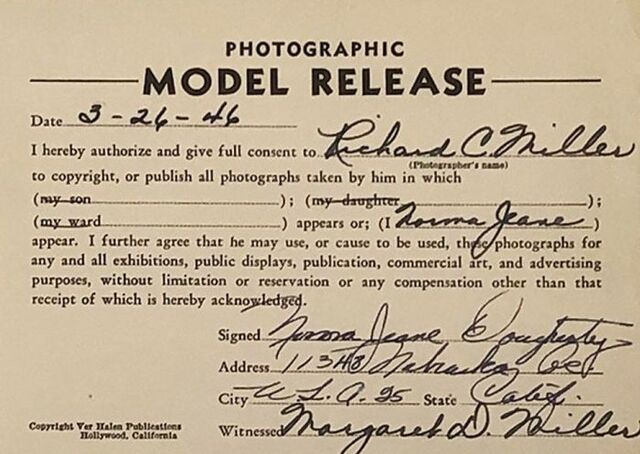 PHOTOGRAPHIC
MODEL RELEASE
Date 3-26-46
I hereby authorize and give full consent to Richard C. Miller
(Photographer's name)
to copyright, or publish all photographs taken by him in which
(my son ); (my daughter );
(my ward ) appears or; (I Norma Jeane )
appear. I further agree that he may use, or cause to be used, these photographs for
any and all exhibitions, public displays, publication, commercial art, and advertising
purposes, without limitation or reservation or any compensation other than that
receipt of which is hereby acknowledged.
Signed Norma Jeane Dougherty
Address 11348 Nebraska Ave.
City W.L.A. 25 State Calif.
Witnessed Margaret D. Miller
Copyright Ver Halen Publications
Hollywood, California